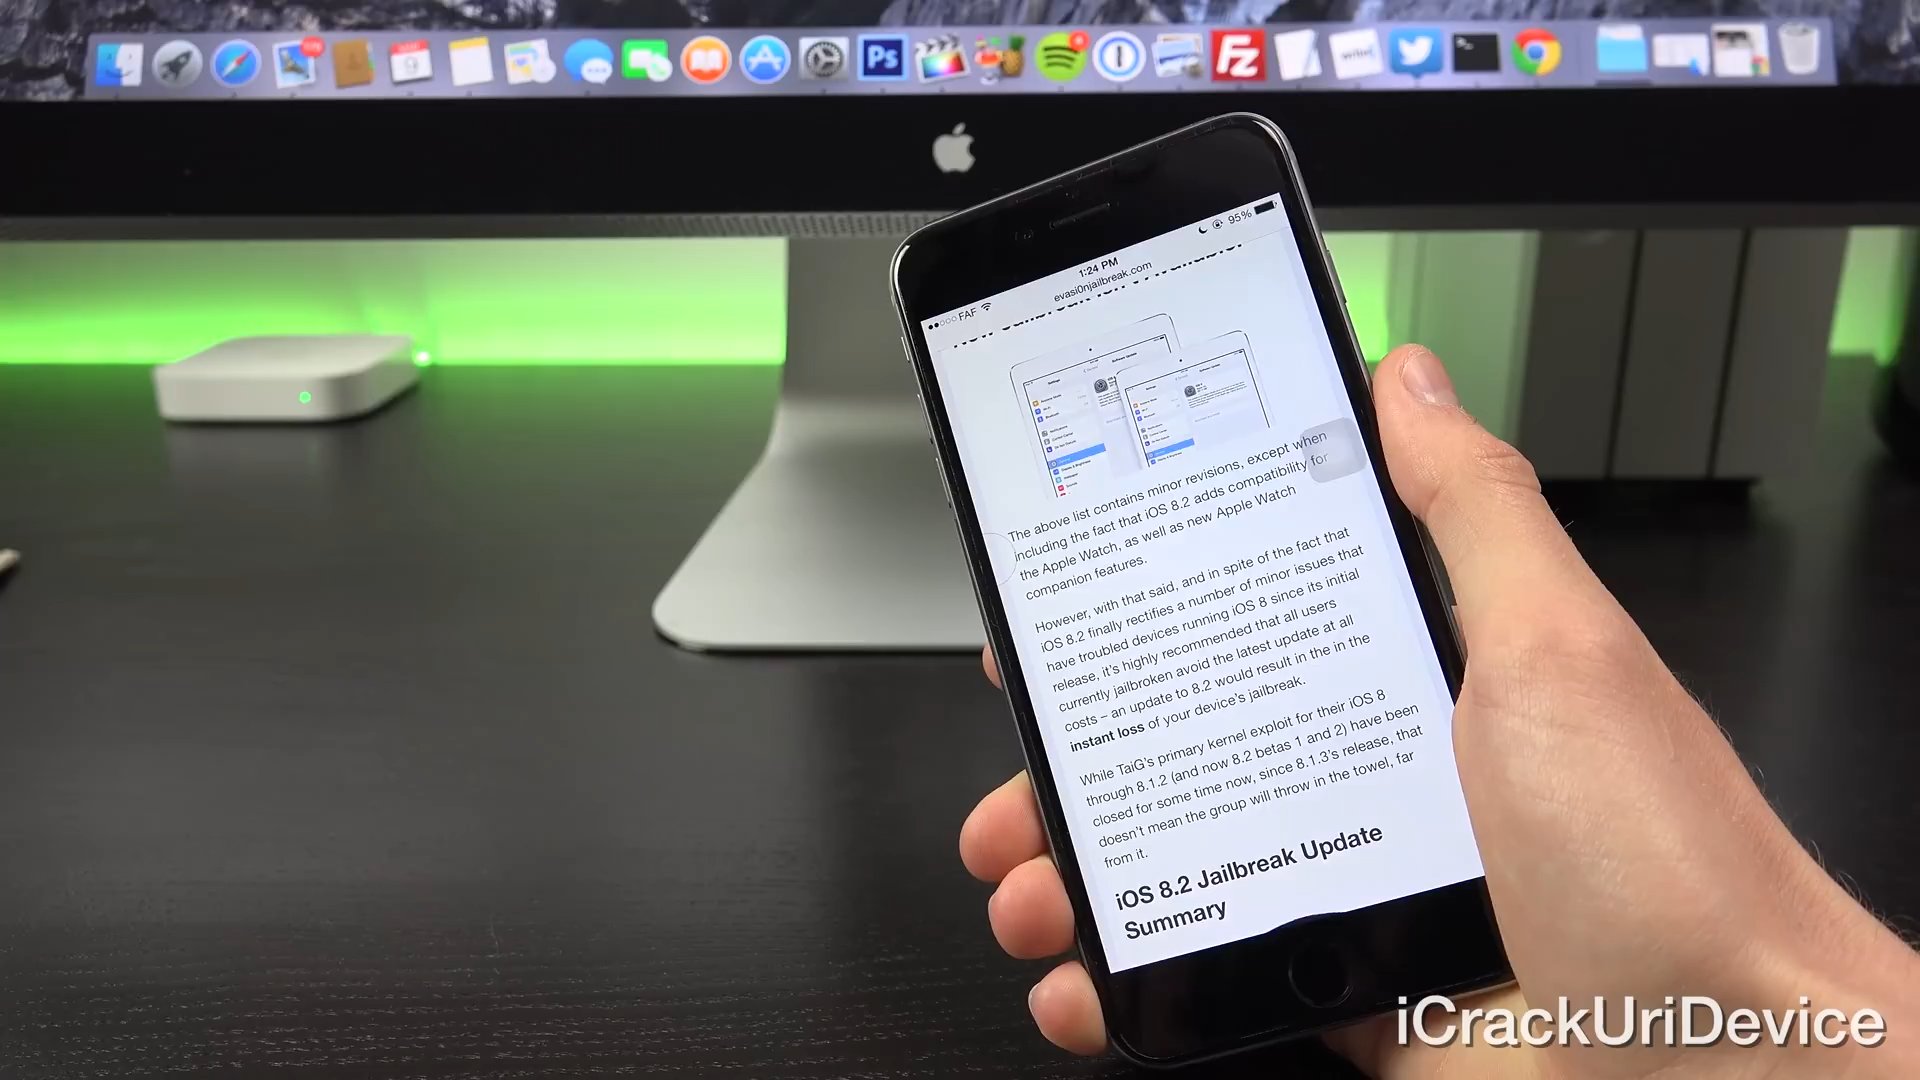 9
Ps
FZ
95%
1:24 PM
FAF
evasi0njailbreak.com
The above list contains minor revisions, except when
including the fact that iOS 8.2 adds compatibility for
the Apple Watch, as well as new Apple Watch
companion features.
However, with that said, and in spite of the fact that
iOS 8.2 finally rectifies a number of minor issues that
have troubled devices running iOS 8 since its initial
release, it's highly recommended that all users
currently jailbroken avoid the latest update at all
costs – an update to 8.2 would result in the in the
instant loss of your device's jailbreak.
While TaiG's primary kernel exploit for their iOS 8
through 8.1.2 (and now 8.2 betas 1 and 2) have been
closed for some time now, since 8.1.3's release, that
doesn't mean the group will throw in the towel, far
from it.
iOS 8.2 Jailbreak Update
Summary
iCrackUriDevice